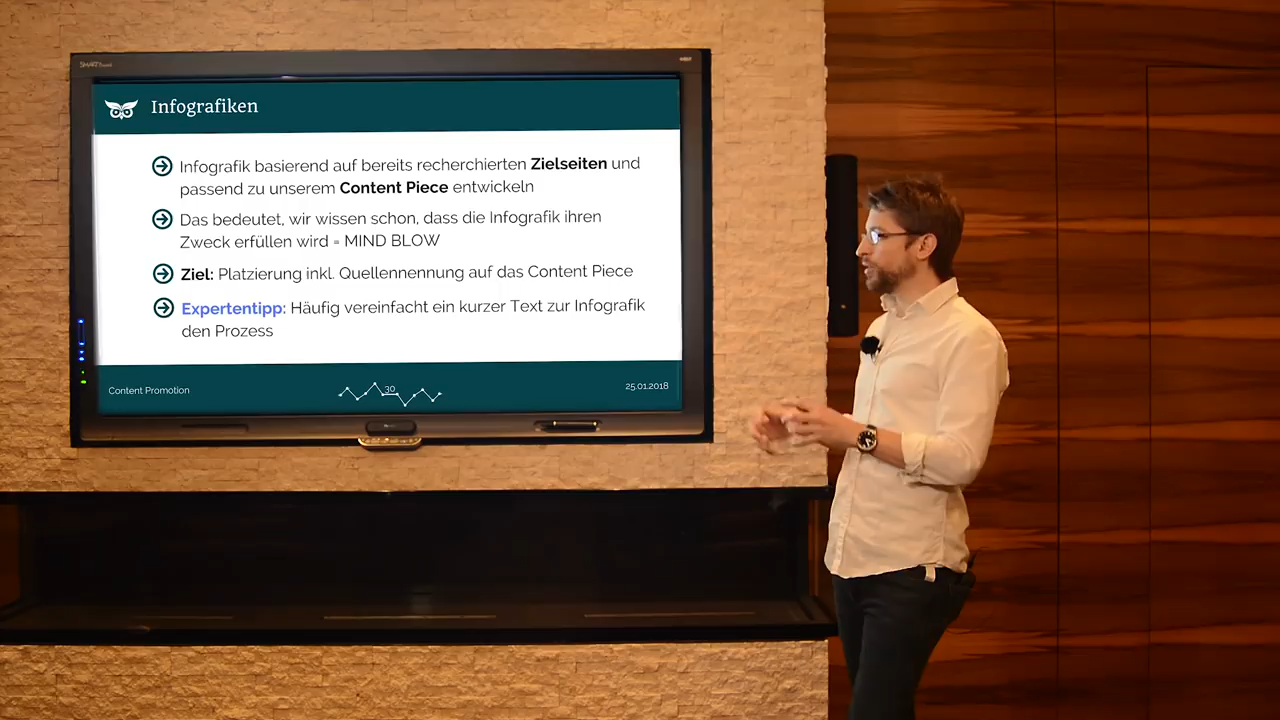 SMART
HELP
Infografiken
Infografik basierend auf bereits recherchierten Zielseiten und
passend zu unserem Content Piece entwickeln
Das bedeutet, wir wissen schon, dass die Infografik ihren
Zweck erfüllen wird = MIND BLOW
Ziel: Platzierung inkl. Quellennennung auf das Content Piece
Expertentipp: Häufig vereinfacht ein kurzer Text zur Infografik
den Prozess
Content Promotion
30
25.01.2018